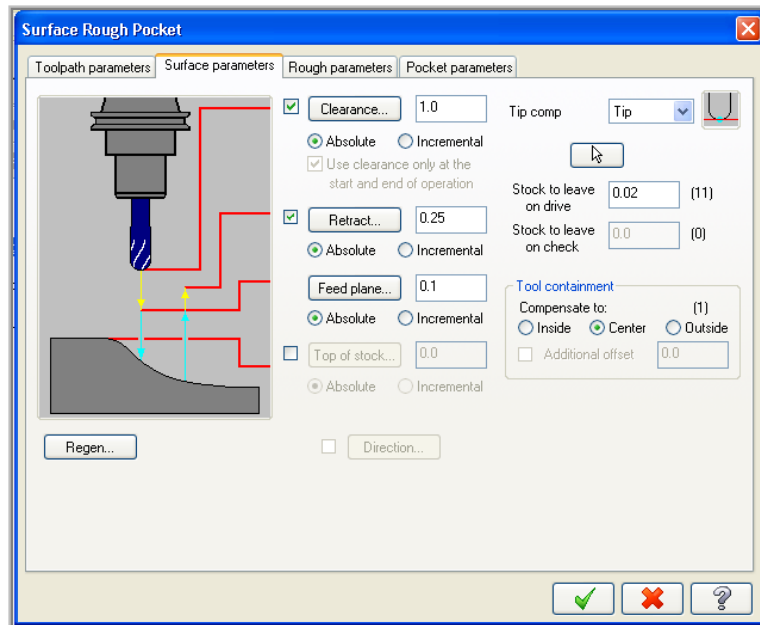 Surface Rough Pocket
Toolpath parameters Surface parameters Rough parameters Pocket parameters
Clearance... 1.0
Absolute Incremental
Use clearance only at the
start and end of operation
Retract... 0.25
Absolute Incremental
Feed plane... 0.1
Absolute Incremental
Top of stock... 0.0
Absolute Incremental
Tip comp Tip
Stock to leave
on drive 0.02 (11)
Stock to leave
on check 0.0 (0)
Tool containment
Compensate to: (1)
Inside Center Outside
Additional offset 0.0
Regen... Direction...